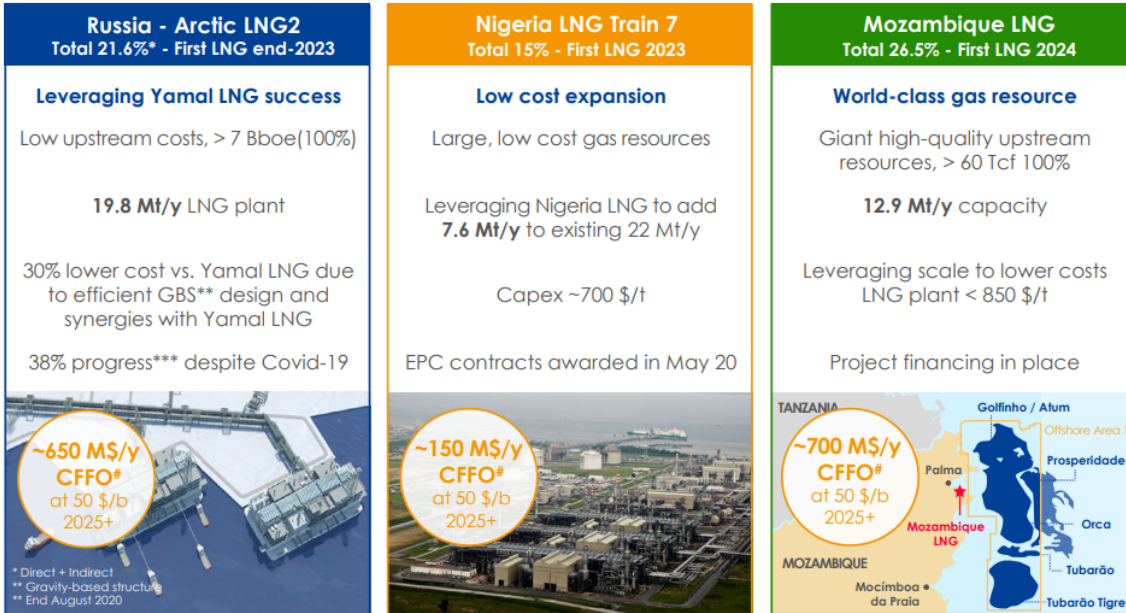 Russia - Arctic LNG2
Total 21.6%* - First LNG end-2023
Leveraging Yamal LNG success
Low upstream costs, > 7 Bboe(100%)
19.8 Mt/y LNG plant
30% lower cost vs. Yamal LNG due
to efficient GBS** design and
synergies with Yamal LNG
38% progress*** despite Covid-19
~650 M$/y
CFFO#
at 50 $/b
2025+
* Direct + Indirect
** Gravity-based structure
** End August 2020
Nigeria LNG Train 7
Total 15% - First LNG 2023
Low cost expansion
Large, low cost gas resources
Leveraging Nigeria LNG to add
7.6 Mt/y to existing 22 Mt/y
Capex ~700 $/t
EPC contracts awarded in May 20
~150 M$/y
CFFO#
at 50 $/b
2025+
Mozambique LNG
Total 26.5% - First LNG 2024
World-class gas resource
Giant high-quality upstream
resources, > 60 Tcf 100%
12.9 Mt/y capacity
Leveraging scale to lower costs
LNG plant < 850 $/t
Project financing in place
~700 M$/y
CFFO#
at 50 $/b
2025+
TANZANIA
Golfinho / Atum
Offshore Area 1
Prosperidade
Palma
Orca
Mozambique
LNG
MOZAMBIQUE
Tubarão
Mocímboa
da Praia
Tubarão Tigre